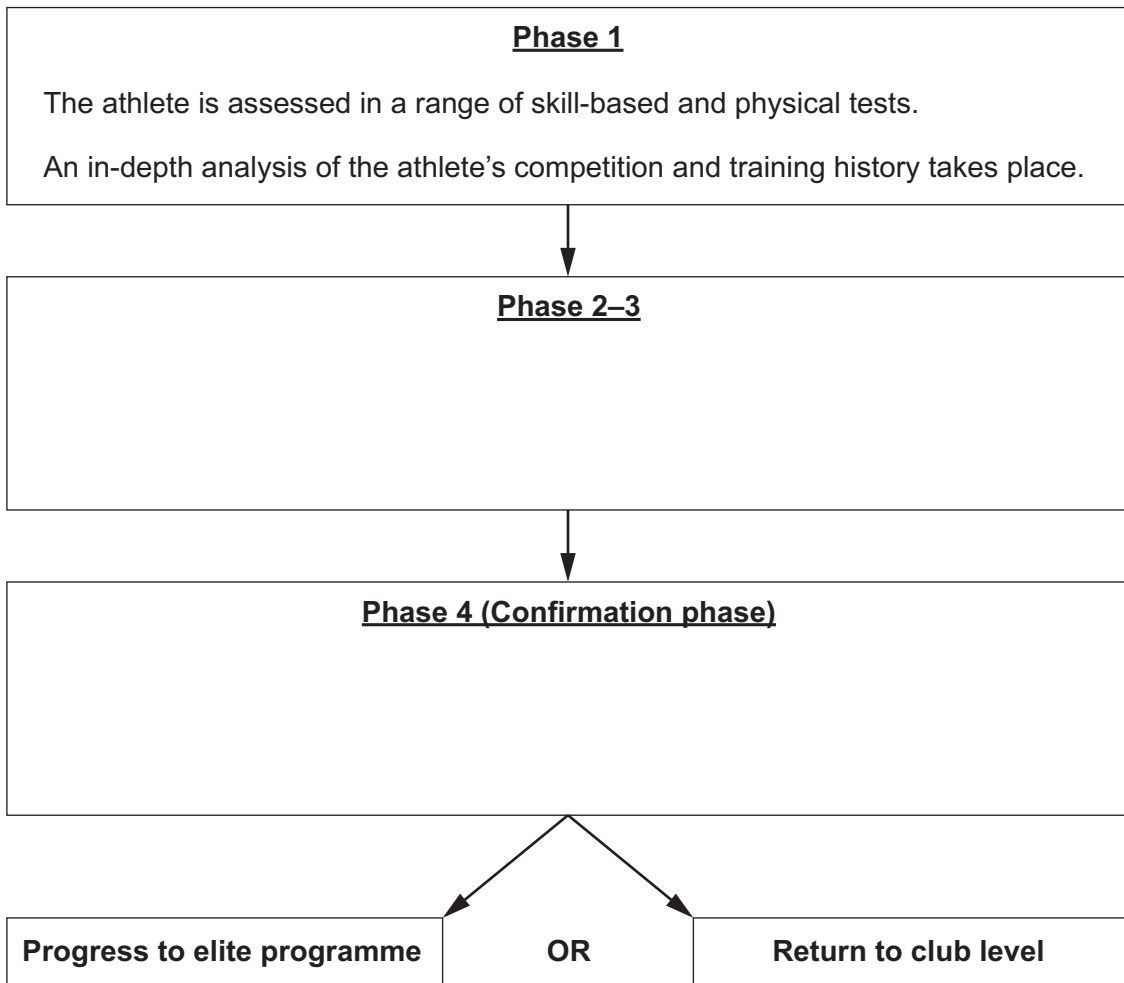 Phase 1
The athlete is assessed in a range of skill-based and physical tests.
An in-depth analysis of the athlete’s competition and training history takes place.
Phase 2–3
Phase 4 (Confirmation phase)
Progress to elite programme OR Return to club level